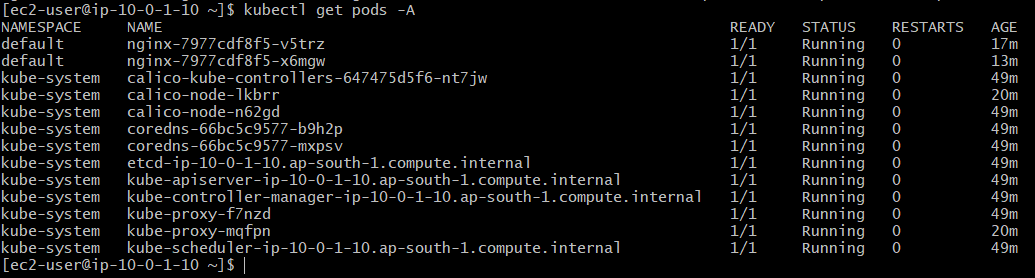 [ec2-user@ip-10-0-1-10 ~]$ kubectl get pods -A
NAMESPACE NAME READY STATUS RESTARTS AGE
default nginx-7977cdf8f5-v5trz 1/1 Running 0 17m
default nginx-7977cdf8f5-x6mgw 1/1 Running 0 13m
kube-system calico-kube-controllers-647475d5f6-nt7jw 1/1 Running 0 49m
kube-system calico-node-lkbrr 1/1 Running 0 20m
kube-system calico-node-n62gd 1/1 Running 0 49m
kube-system coredns-66bc5c9577-b9h2p 1/1 Running 0 49m
kube-system coredns-66bc5c9577-mxpsv 1/1 Running 0 49m
kube-system etcd-ip-10-0-1-10.ap-south-1.compute.internal 1/1 Running 0 49m
kube-system kube-apiserver-ip-10-0-1-10.ap-south-1.compute.internal 1/1 Running 0 49m
kube-system kube-controller-manager-ip-10-0-1-10.ap-south-1.compute.internal 1/1 Running 0 49m
kube-system kube-proxy-f7nzd 1/1 Running 0 49m
kube-system kube-proxy-mqfpn 1/1 Running 0 20m
kube-system kube-scheduler-ip-10-0-1-10.ap-south-1.compute.internal 1/1 Running 0 49m
[ec2-user@ip-10-0-1-10 ~]$